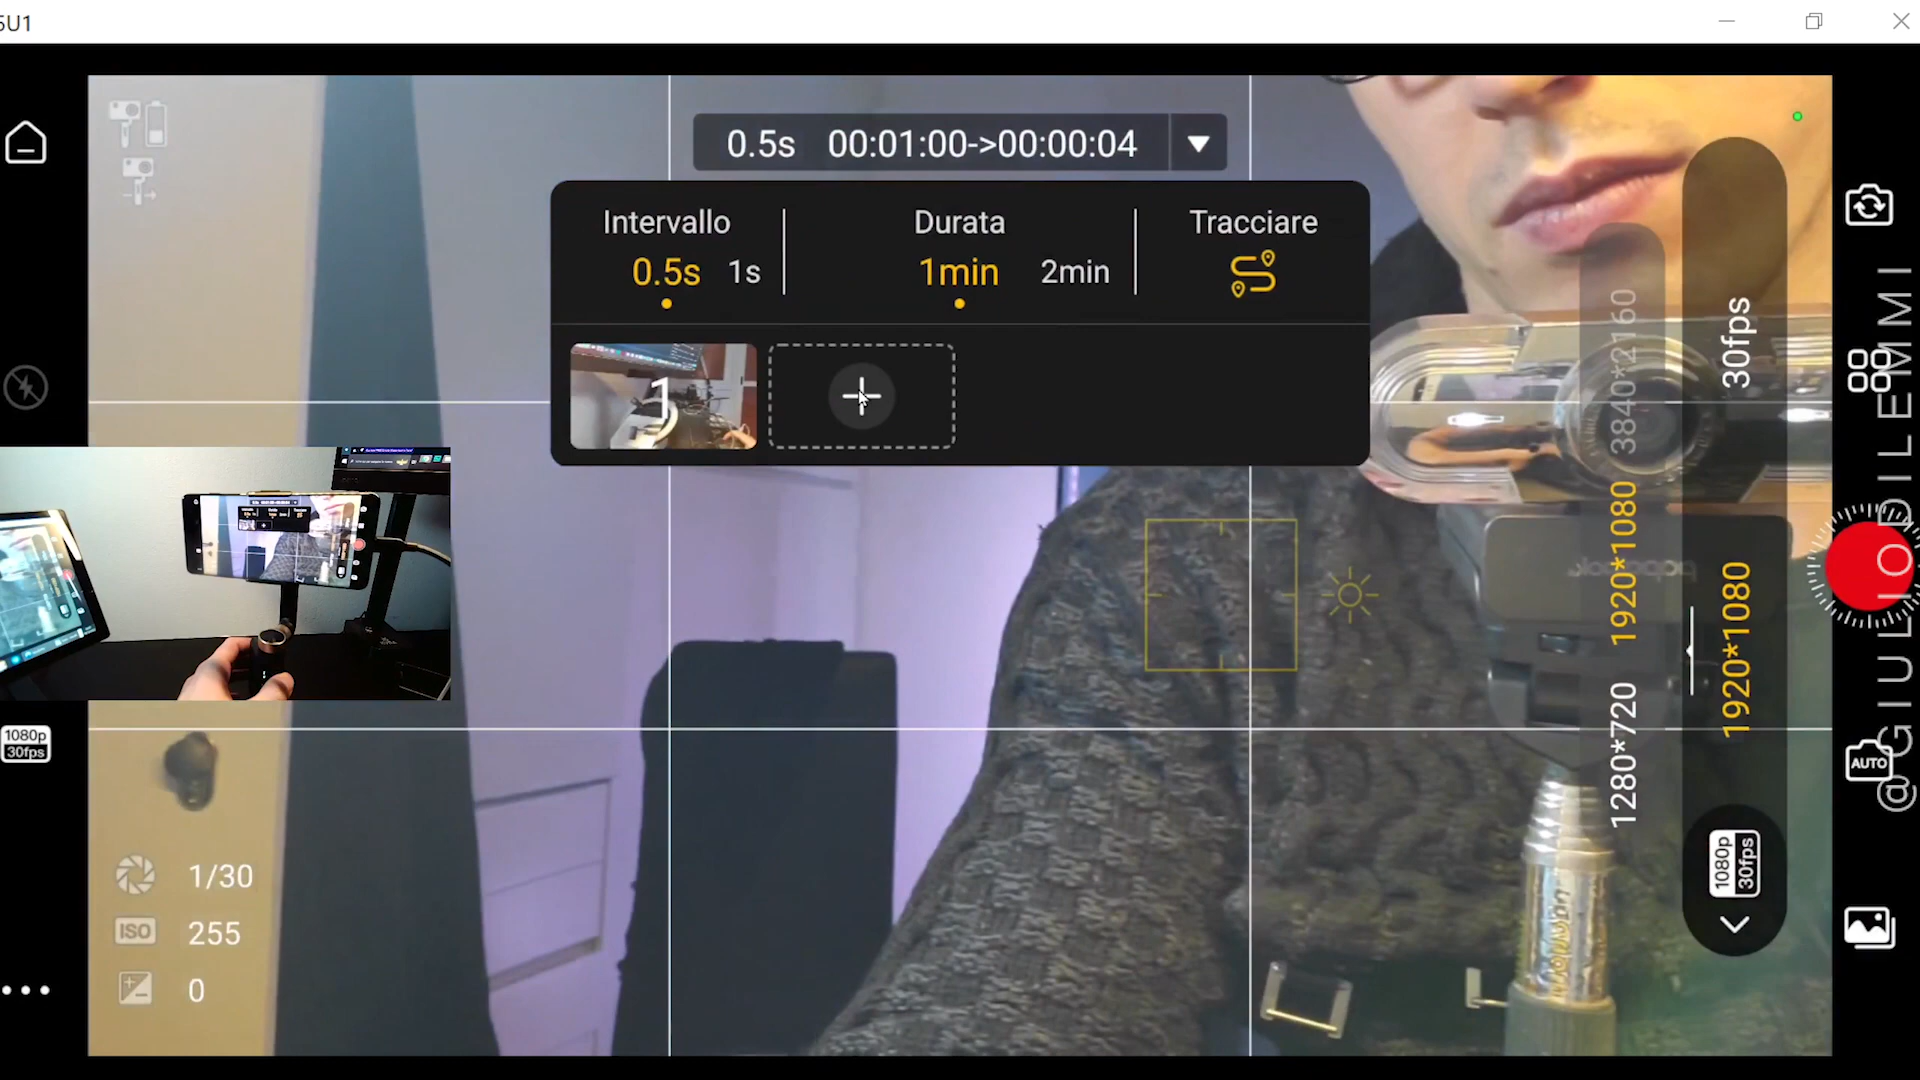 5U1
0.5s 00:01:00->00:00:04
Intervallo
0.5s 1s
Durata
1min 2min
Tracciare
1
1080p
30fps
1/30
ISO 255
0
1280*720 1920*1080 3840*2160
1920*1080 30fps
1080p
30fps
AUTO
@GIULIODILEMMI